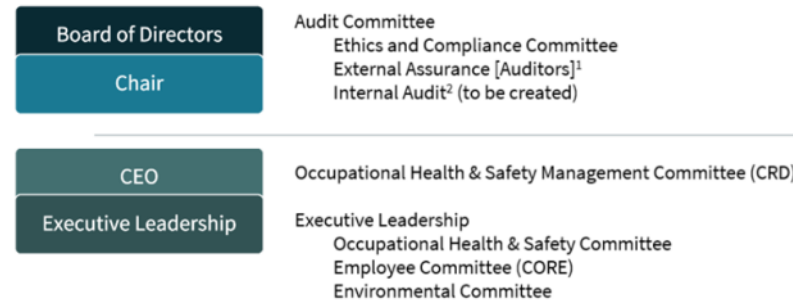 Board of Directors
Chair
Audit Committee
Ethics and Compliance Committee
External Assurance [Auditors]¹
Internal Audit² (to be created)
CEO
Executive Leadership
Occupational Health & Safety Management Committee (CRD)
Executive Leadership
Occupational Health & Safety Committee
Employee Committee (CORE)
Environmental Committee